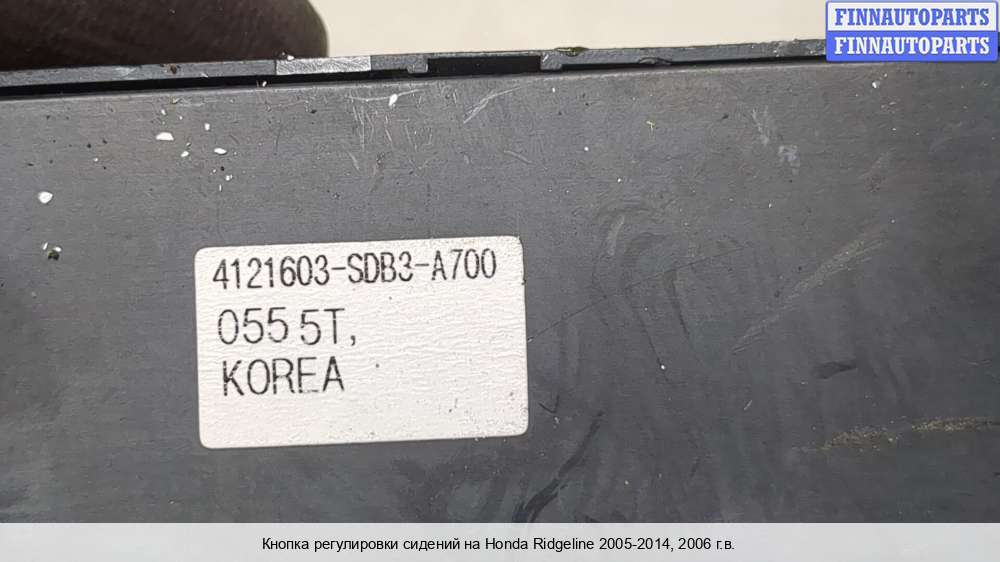 FINNAUTOPARTS
FINNAUTOPARTS
4121603-SDB3-A700
055 5T,
KOREA
Кнопка регулировки сидений на Honda Ridgeline 2005-2014, 2006 г.в.